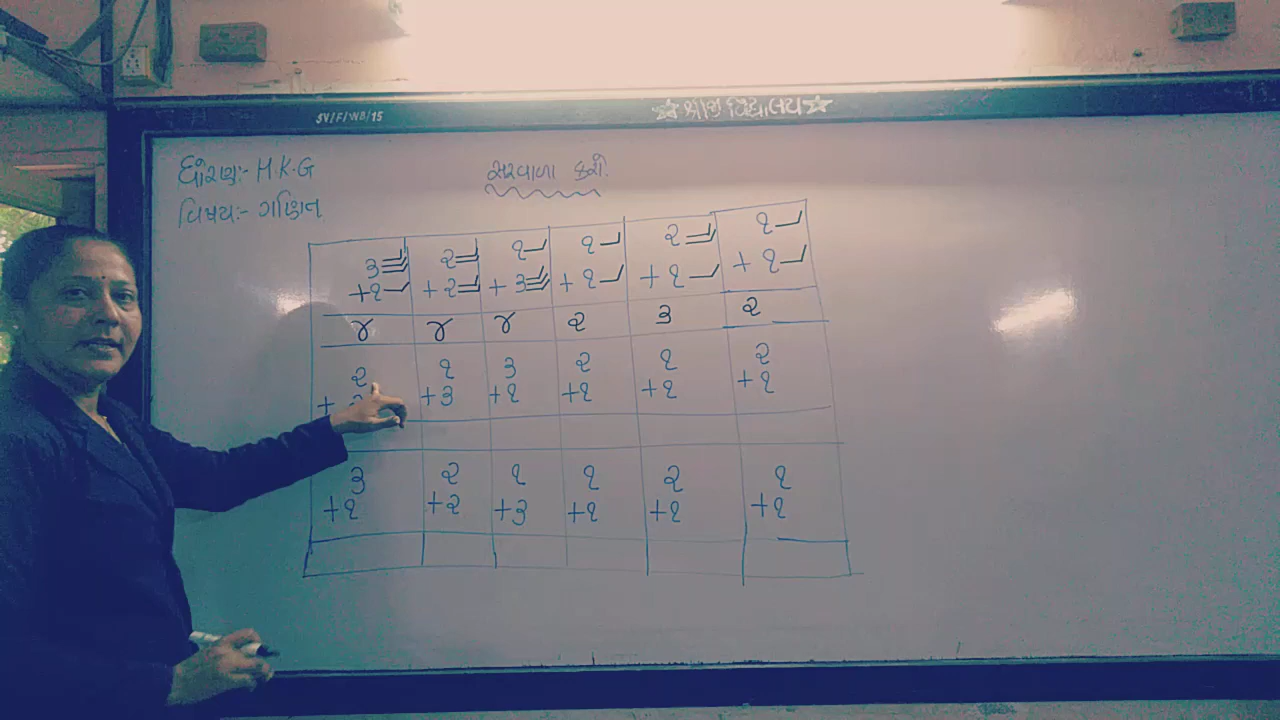 SV/F/WB/15
શ્રીજી વિદ્યાલય
ધોરણ:- H.K.G
સરવાળા કરો.
વિષય:- ગણિત
૩ ૨ ૧ ૧ ૨ ૧
+૧ +૨ +૩ +૧ +૧ +૧
૪ ૪ ૪ ૨ ૩ ૨
૨ ૧ ૩ ૨ ૧ ૨
+ +૩ +૧ +૧ +૧ +૧
૩ ૨ ૧ ૧ ૨ ૧
+૧ +૨ +૩ +૧ +૧ +૧